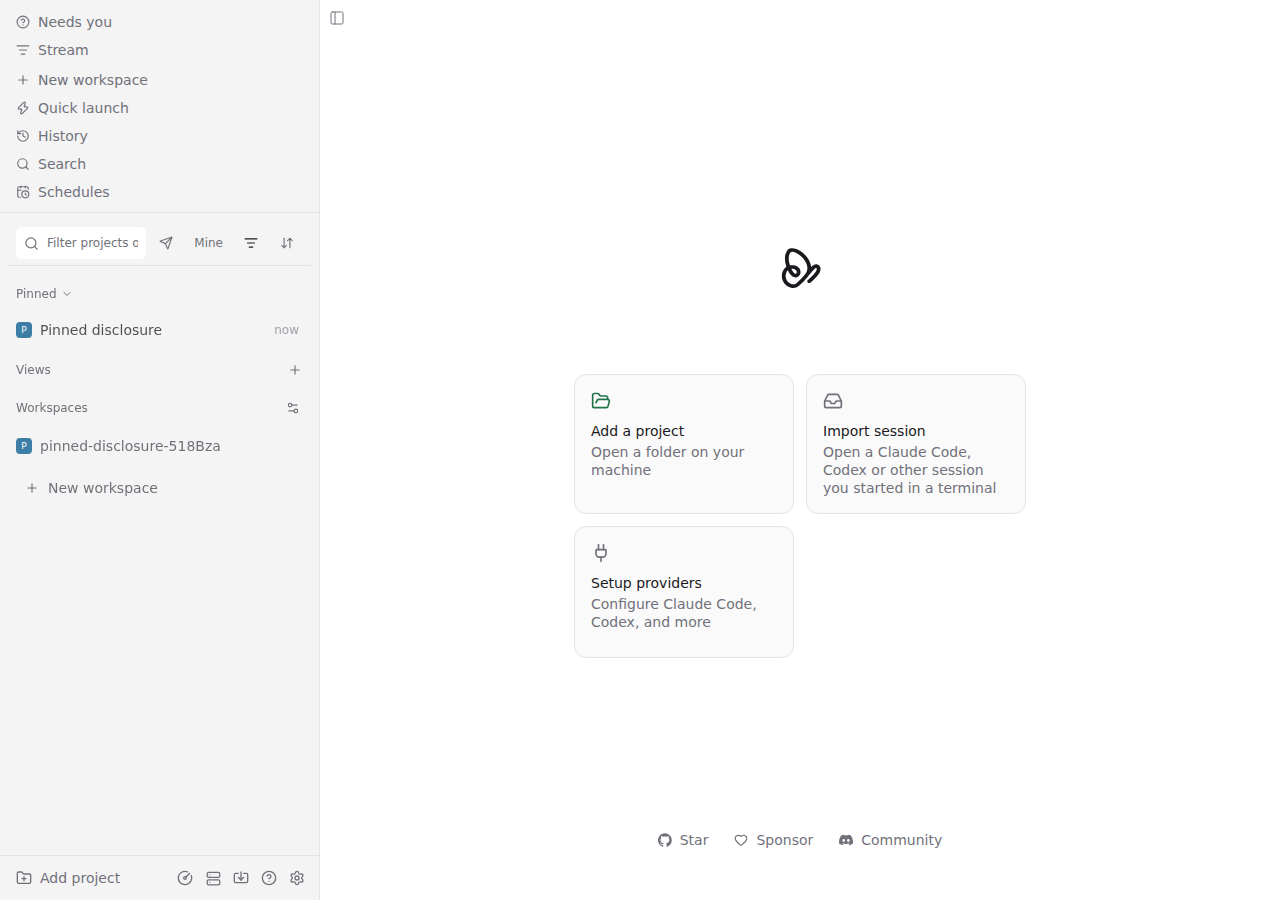 Needs you
Stream
New workspace
Quick launch
History
Search
Schedules
Filter projects o
Mine
Pinned
P Pinned disclosure now
Views
Workspaces
P pinned-disclosure-518Bza
New workspace
Add project
Add a project
Open a folder on your
machine
Import session
Open a Claude Code,
Codex or other session
you started in a terminal
Setup providers
Configure Claude Code,
Codex, and more
Star
Sponsor
Community